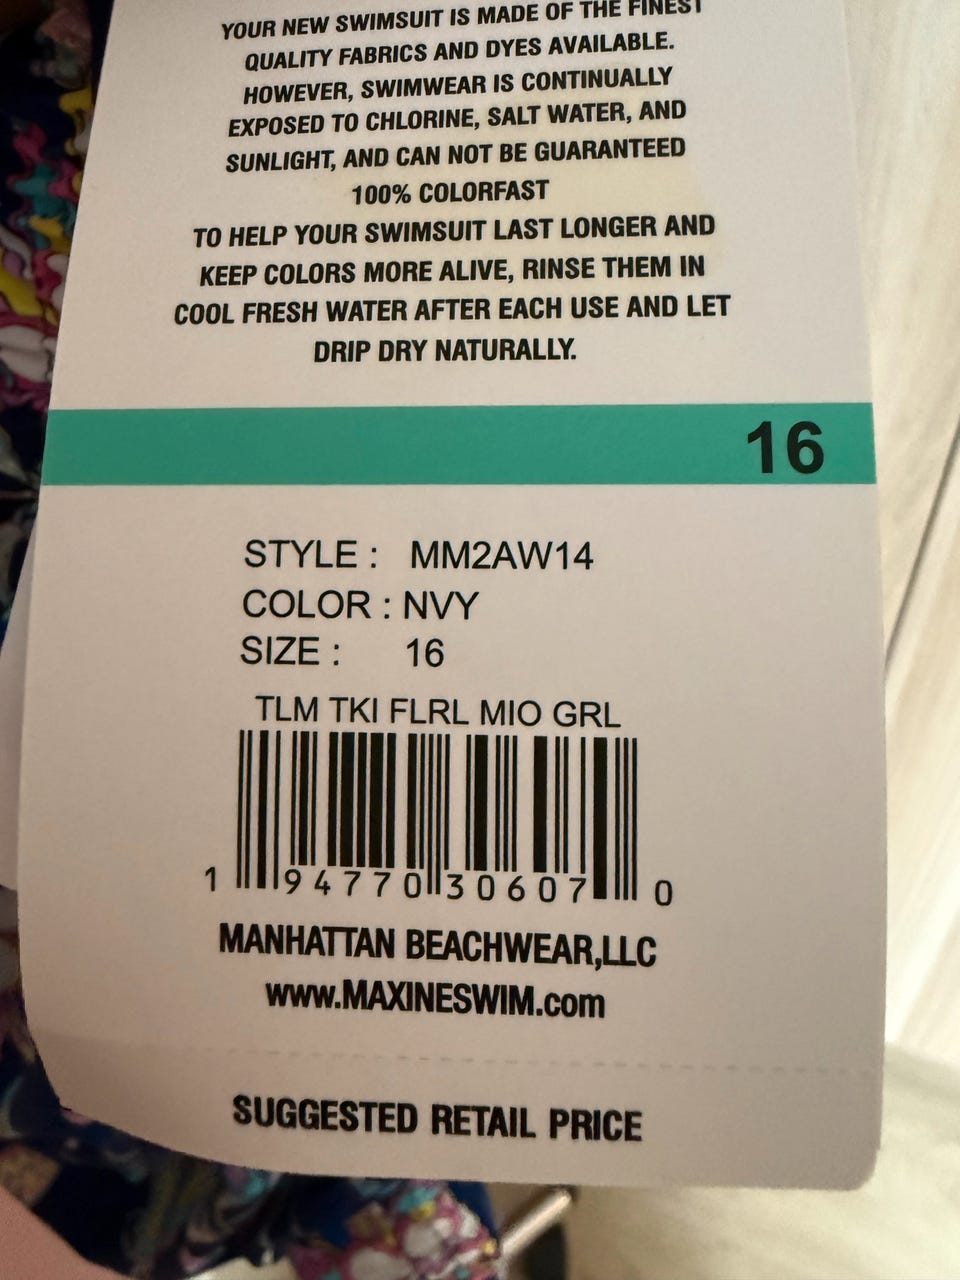 YOUR NEW SWIMSUIT IS MADE OF THE FINEST
QUALITY FABRICS AND DYES AVAILABLE.
HOWEVER, SWIMWEAR IS CONTINUALLY
EXPOSED TO CHLORINE, SALT WATER, AND
SUNLIGHT, AND CAN NOT BE GUARANTEED
100% COLORFAST
TO HELP YOUR SWIMSUIT LAST LONGER AND
KEEP COLORS MORE ALIVE, RINSE THEM IN
COOL FRESH WATER AFTER EACH USE AND LET
DRIP DRY NATURALLY.
16
STYLE : MM2AW14
COLOR : NVY
SIZE : 16
TLM TKI FLRL MIO GRL
1 94770 30607 0
MANHATTAN BEACHWEAR,LLC
www.MAXINESWIM.com
SUGGESTED RETAIL PRICE